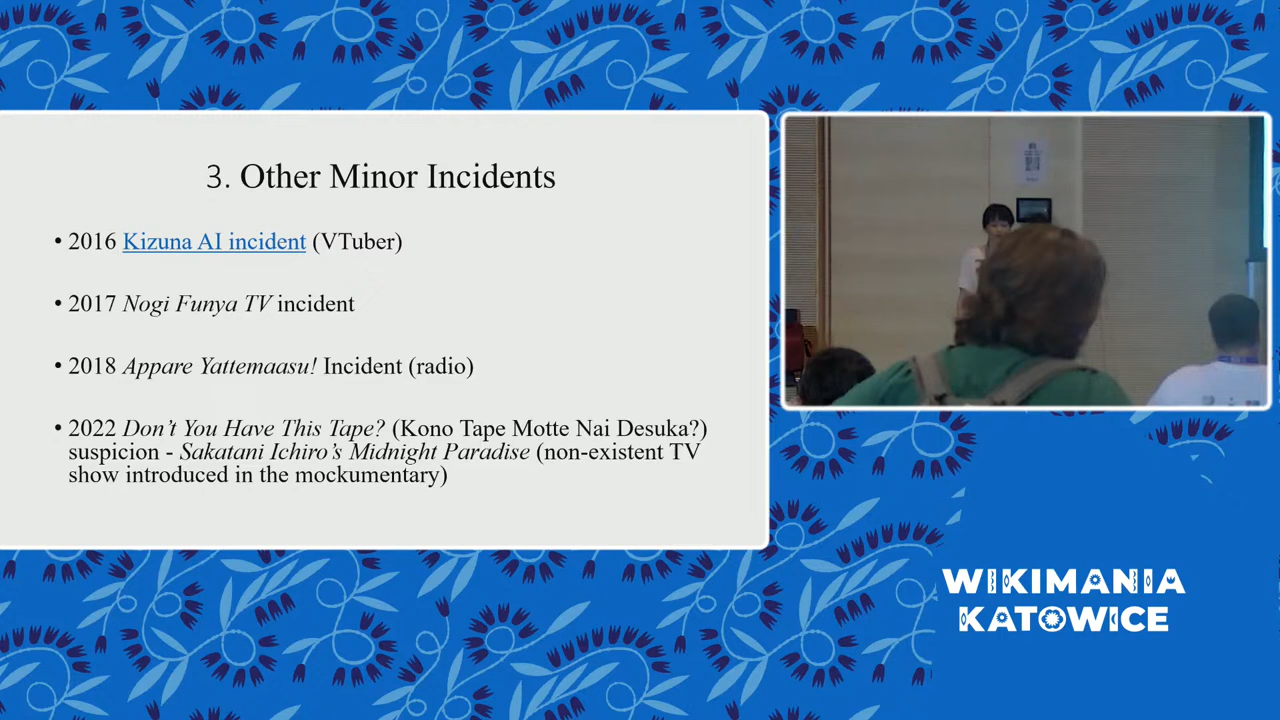 3. Other Minor Incidents
• 2016 Kizuna AI incident (VTuber)
• 2017 Nogi Funya TV incident
• 2018 Appare Yattemaasu! Incident (radio)
• 2022 Don't You Have This Tape? (Kono Tape Motte Nai Desuka?)
suspicion - Sakatani Ichiro's Midnight Paradise (non-existent TV
show introduced in the mockumentary)
WIKIMANIA
KATOWICE